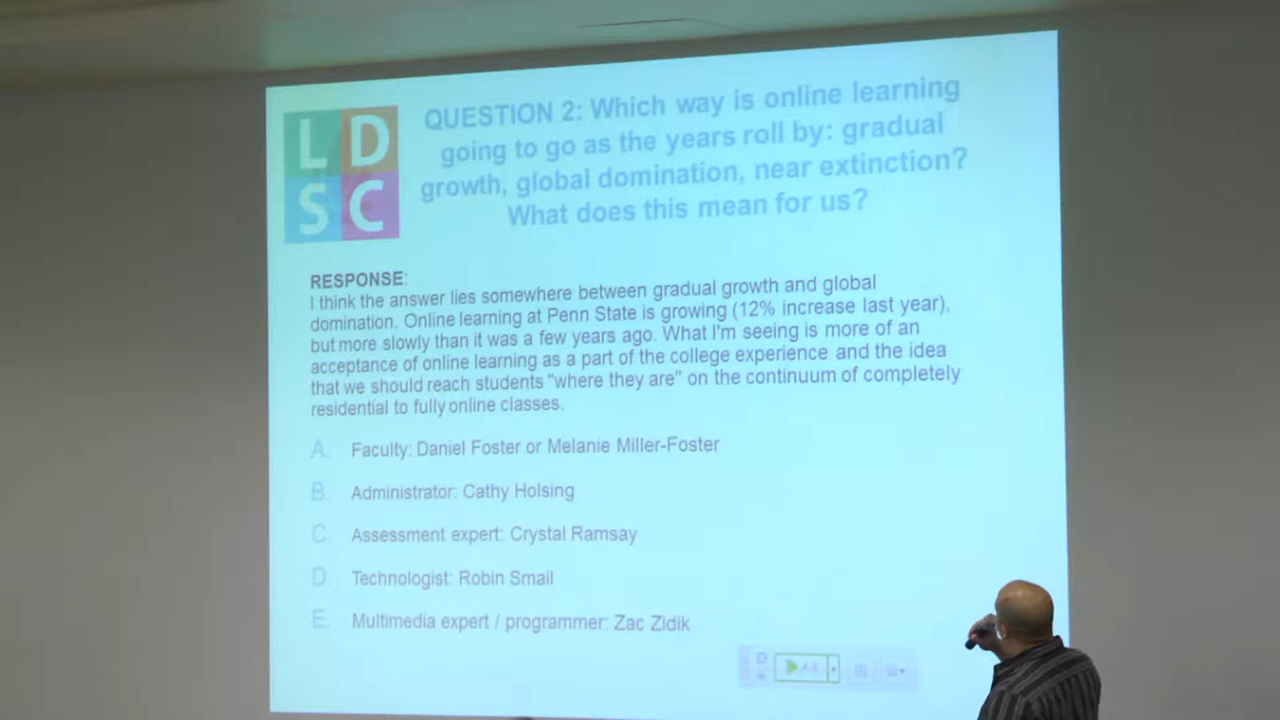 L D
S C
QUESTION 2: Which way is online learning
going to go as the years roll by: gradual
growth, global domination, near extinction?
What does this mean for us?
RESPONSE:
I think the answer lies somewhere between gradual growth and global
domination. Online learning at Penn State is growing (12% increase last year),
but more slowly than it was a few years ago. What I'm seeing is more of an
acceptance of online learning as a part of the college experience and the idea
that we should reach students "where they are" on the continuum of completely
residential to fully online classes.
A. Faculty: Daniel Foster or Melanie Miller-Foster
B. Administrator: Cathy Holsing
C. Assessment expert: Crystal Ramsay
D. Technologist: Robin Smail
E. Multimedia expert / programmer: Zac Zidik